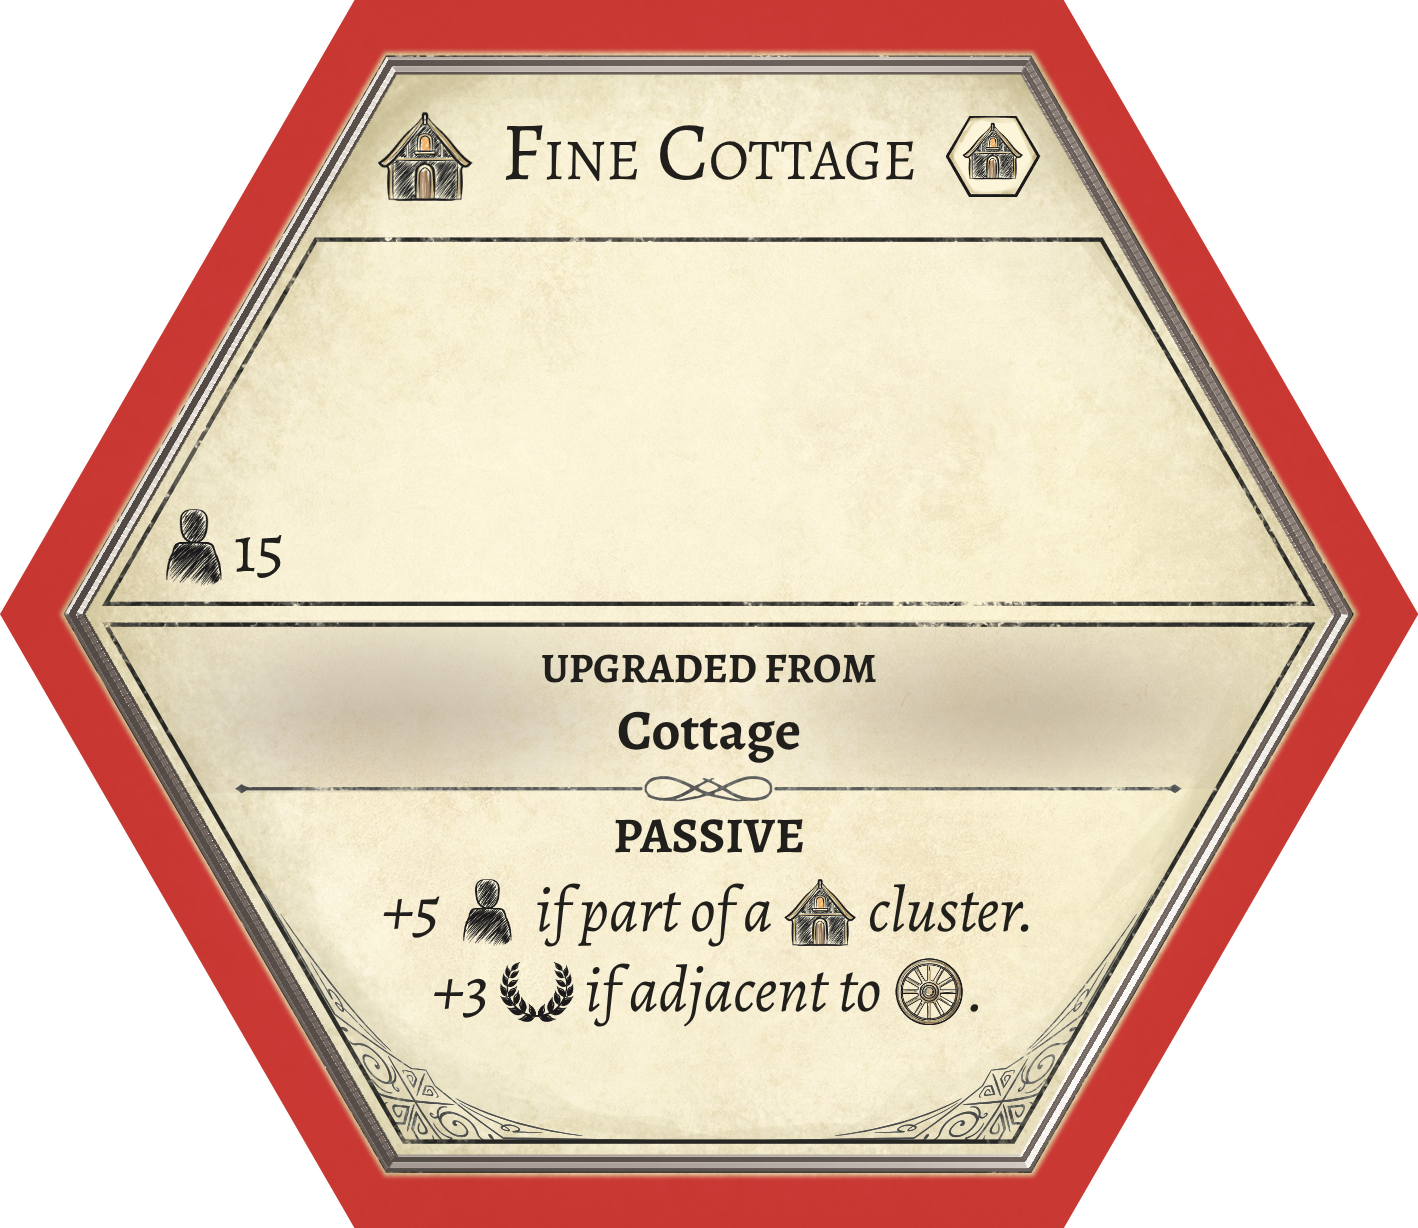 Fine Cottage
15
UPGRADED FROM
Cottage
PASSIVE
+5 if part of a cluster.
+3 if adjacent to .